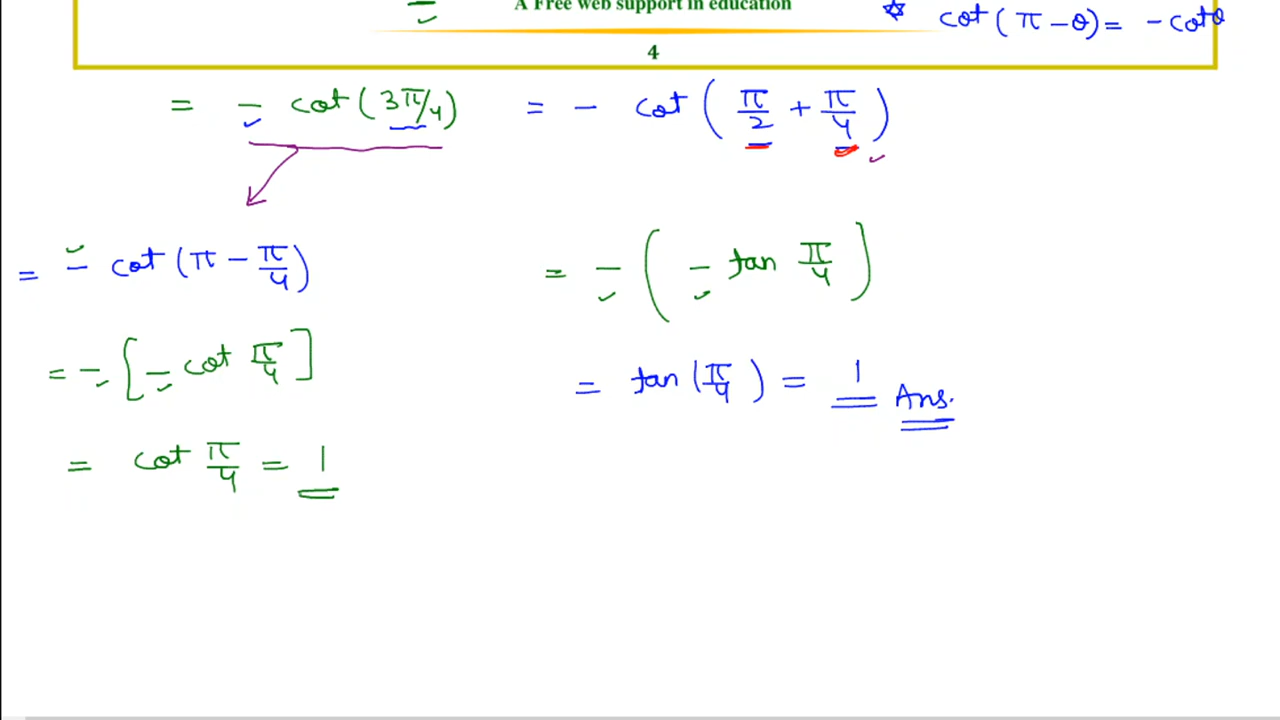 A Free web support in education
☆ cot(π − θ) = − cotθ
4
= − cot(3π/4) = − cot(π/2 + π/4)
= − cot(π − π/4)
= −(− tan π/4)
= −[− cot π/4]
= tan(π/4) = 1 Ans.
= cot π/4 = 1